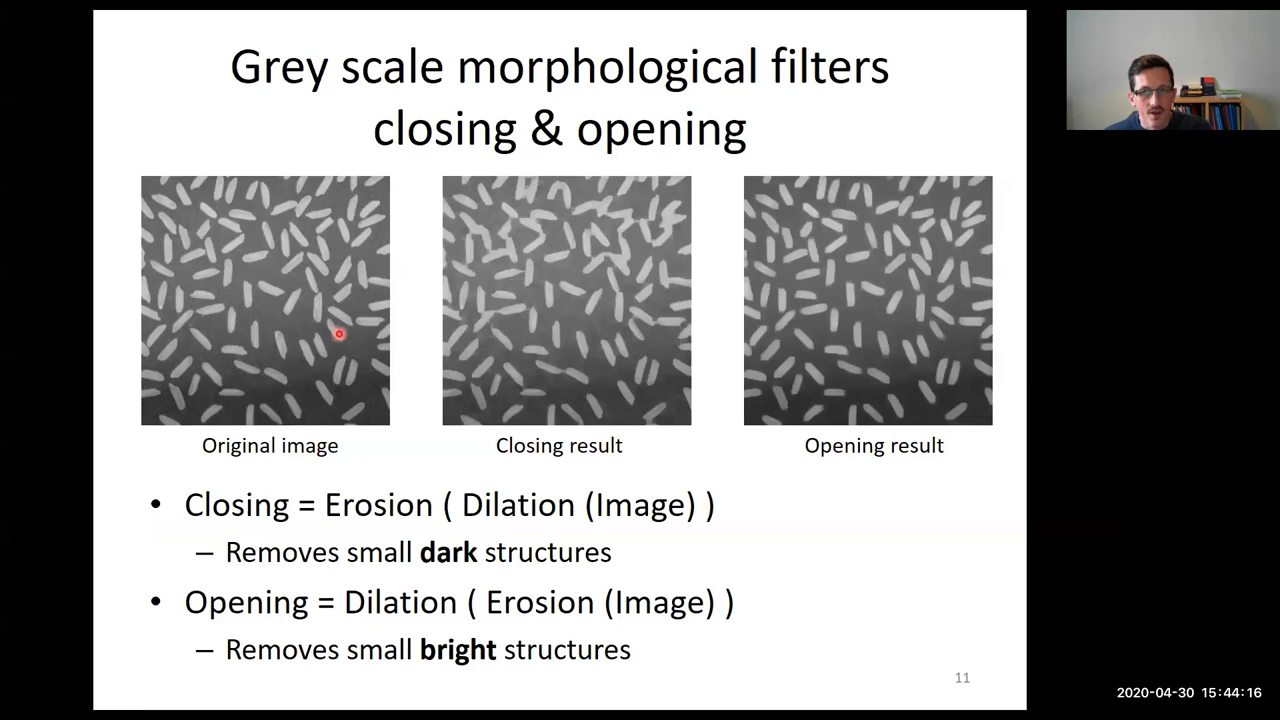 Grey scale morphological filters
closing & opening
Original image
Closing result
Opening result
• Closing = Erosion ( Dilation (Image) )
– Removes small dark structures
• Opening = Dilation ( Erosion (Image) )
– Removes small bright structures
11
2020-04-30 15:44:16